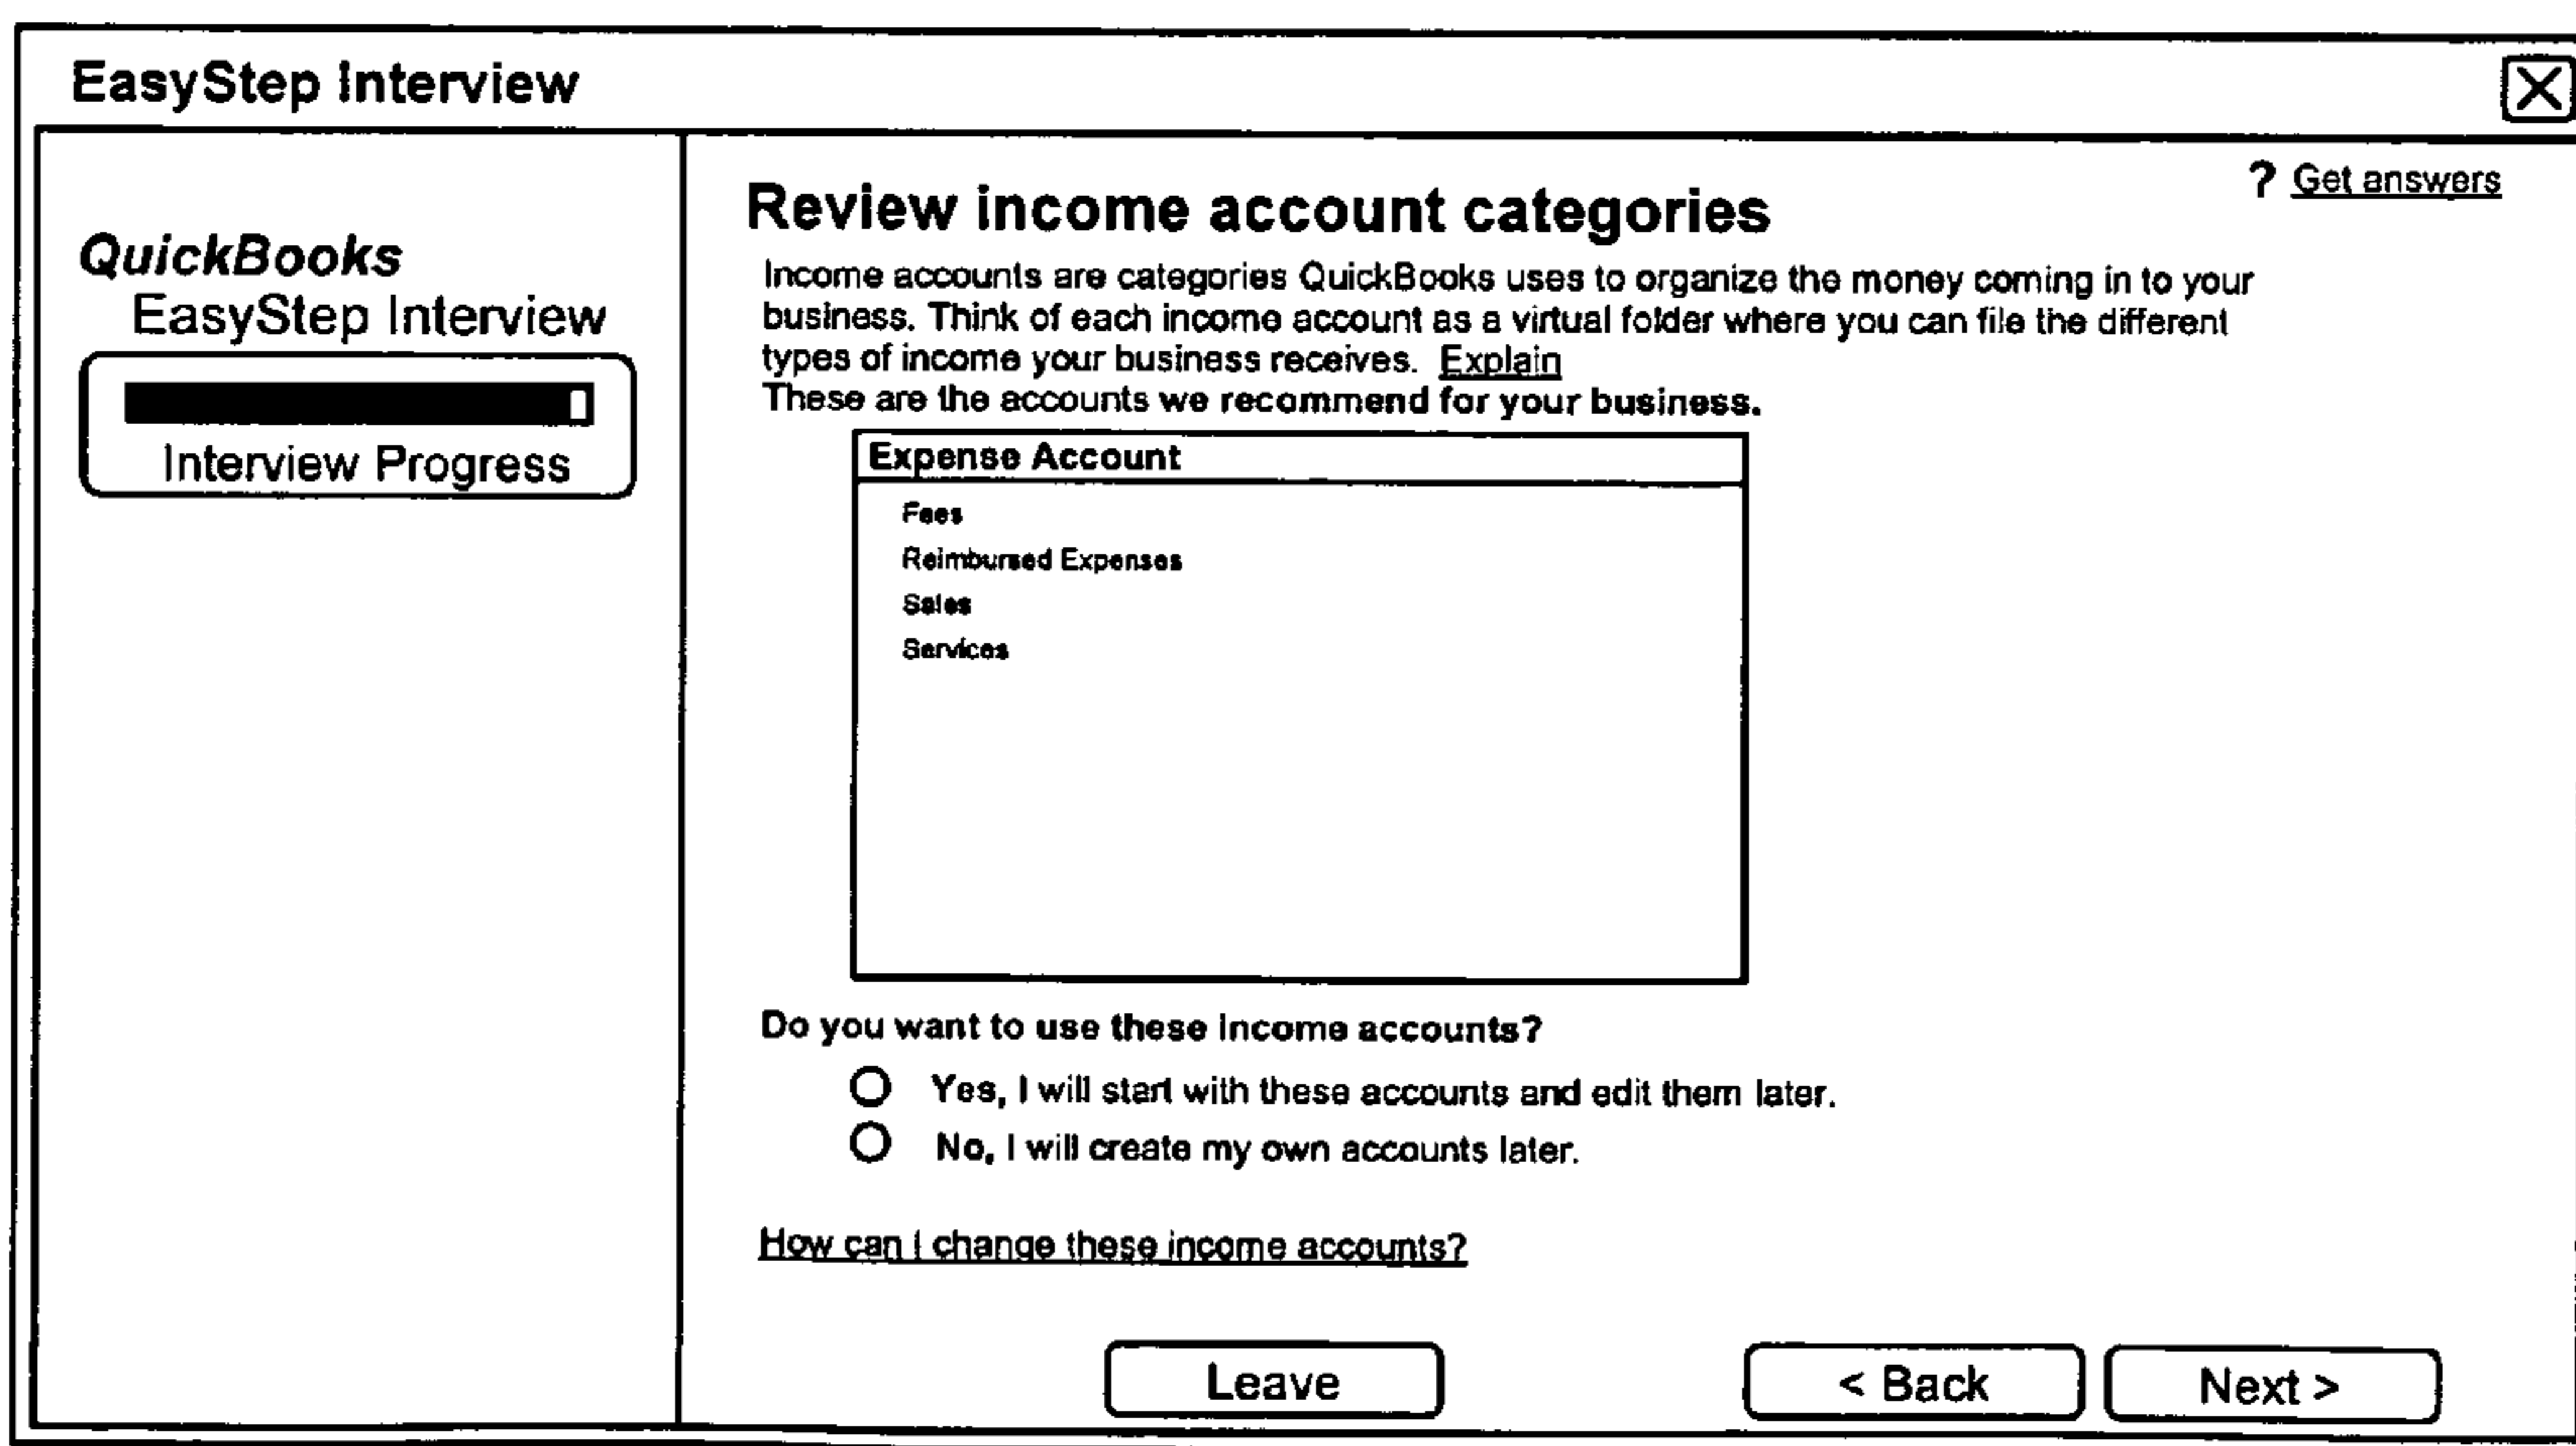 EasyStep Interview
? Get answers
QuickBooks
EasyStep Interview
Interview Progress
Review income account categories
Income accounts are categories QuickBooks uses to organize the money coming in to your
business. Think of each income account as a virtual folder where you can file the different
types of income your business receives. Explain
These are the accounts we recommend for your business.
Expense Account
Fees
Reimbursed Expenses
Sales
Services
Do you want to use these income accounts?
Yes, I will start with these accounts and edit them later.
No, I will create my own accounts later.
How can I change these income accounts?
Leave
< Back
Next >